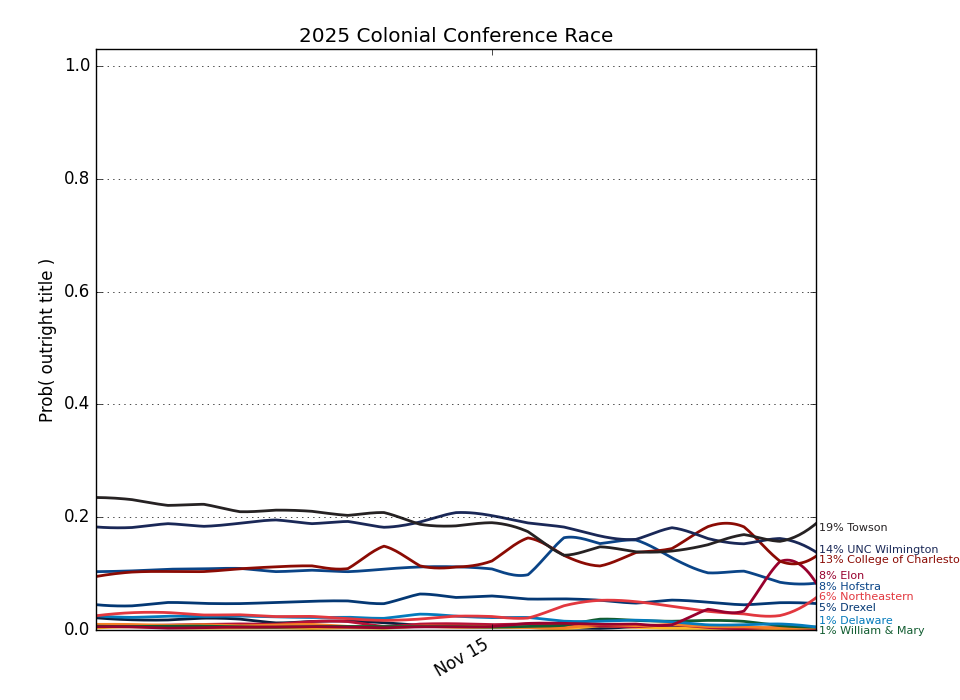 2025 Colonial Conference Race
Prob( outright title )
1.0
0.8
0.6
0.4
0.2
0.0
Nov 15
19% Towson
14% UNC Wilmington
13% College of Charlesto
8% Elon
8% Hofstra
6% Northeastern
5% Drexel
1% Delaware
1% William & Mary